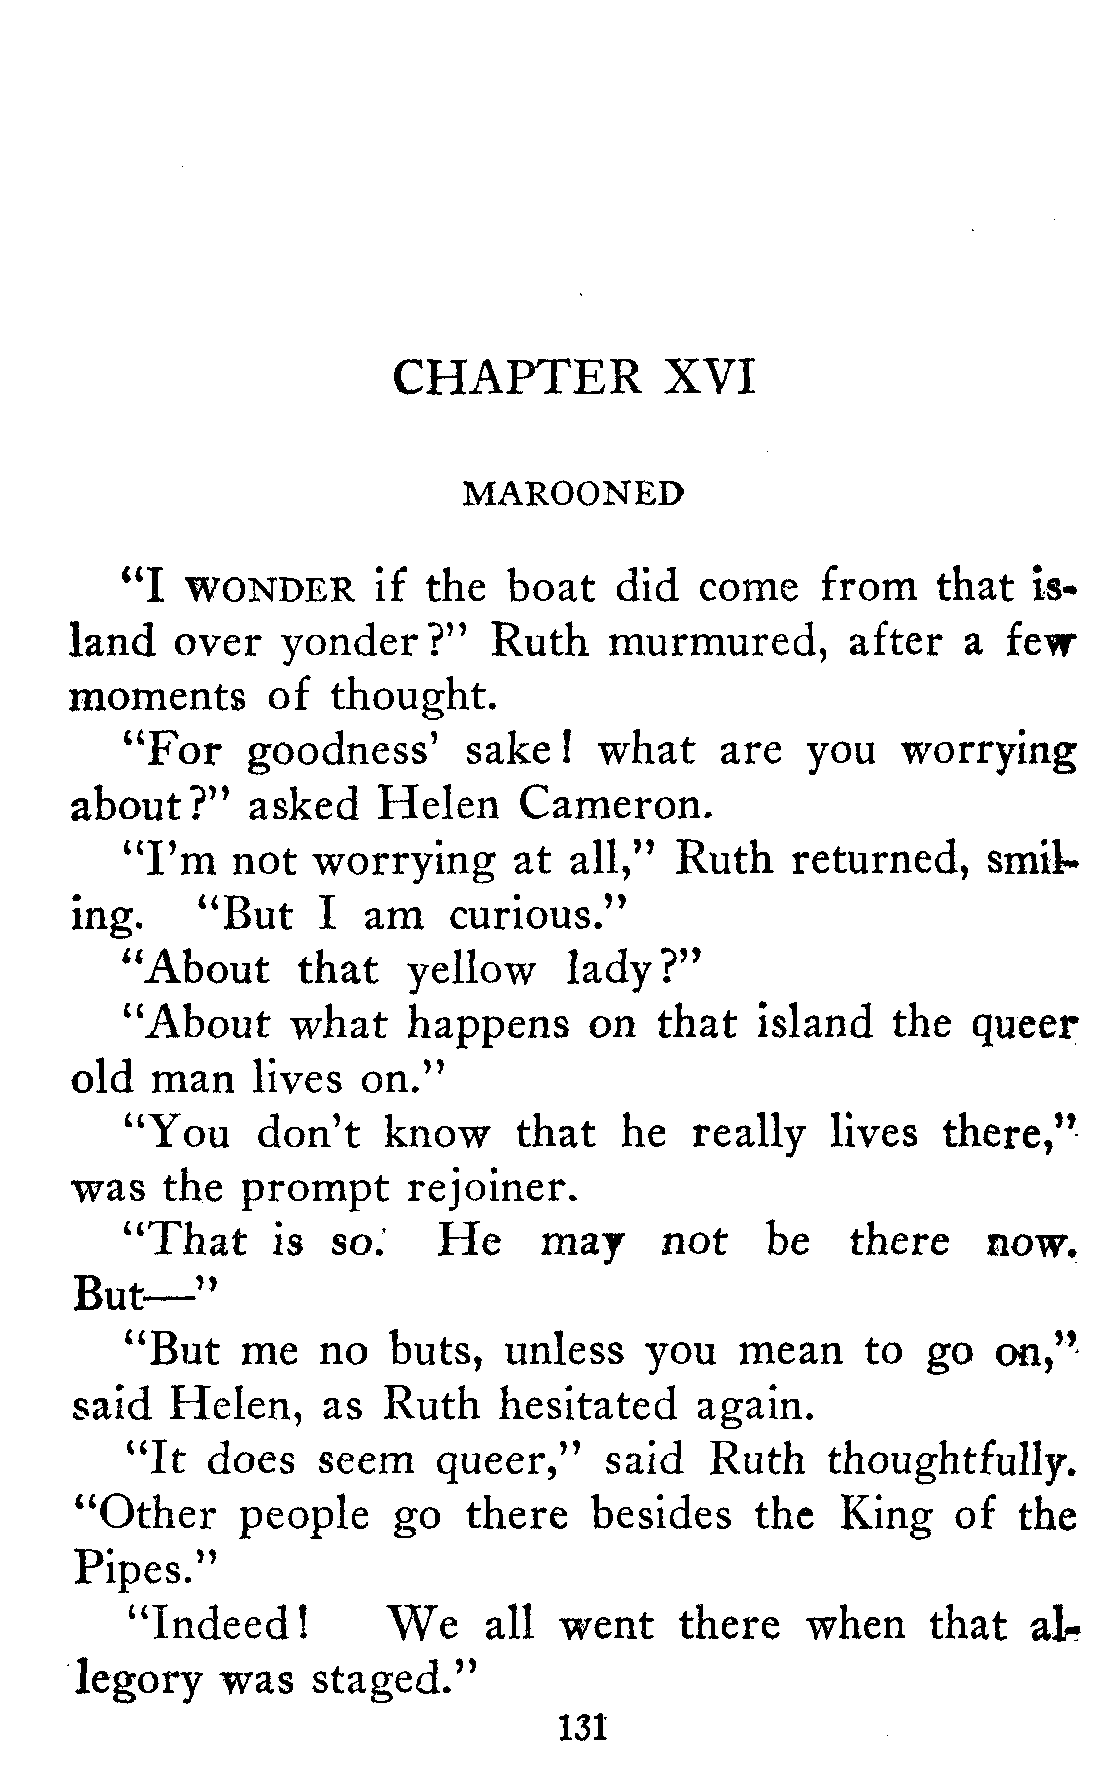 CHAPTER XVI
MAROONED
“I WONDER if the boat did come from that is-
land over yonder?” Ruth murmured, after a few
moments of thought.
“For goodness’ sake! what are you worrying
about?” asked Helen Cameron.
“I’m not worrying at all,” Ruth returned, smil-
ing. “But I am curious.”
“About that yellow lady?”
“About what happens on that island the queer
old man lives on.”
“You don’t know that he really lives there,”
was the prompt rejoiner.
“That is so. He may not be there now.
But—”
“But me no buts, unless you mean to go on,”
said Helen, as Ruth hesitated again.
“It does seem queer,” said Ruth thoughtfully.
“Other people go there besides the King of the
Pipes.”
“Indeed! We all went there when that al-
legory was staged.”
131